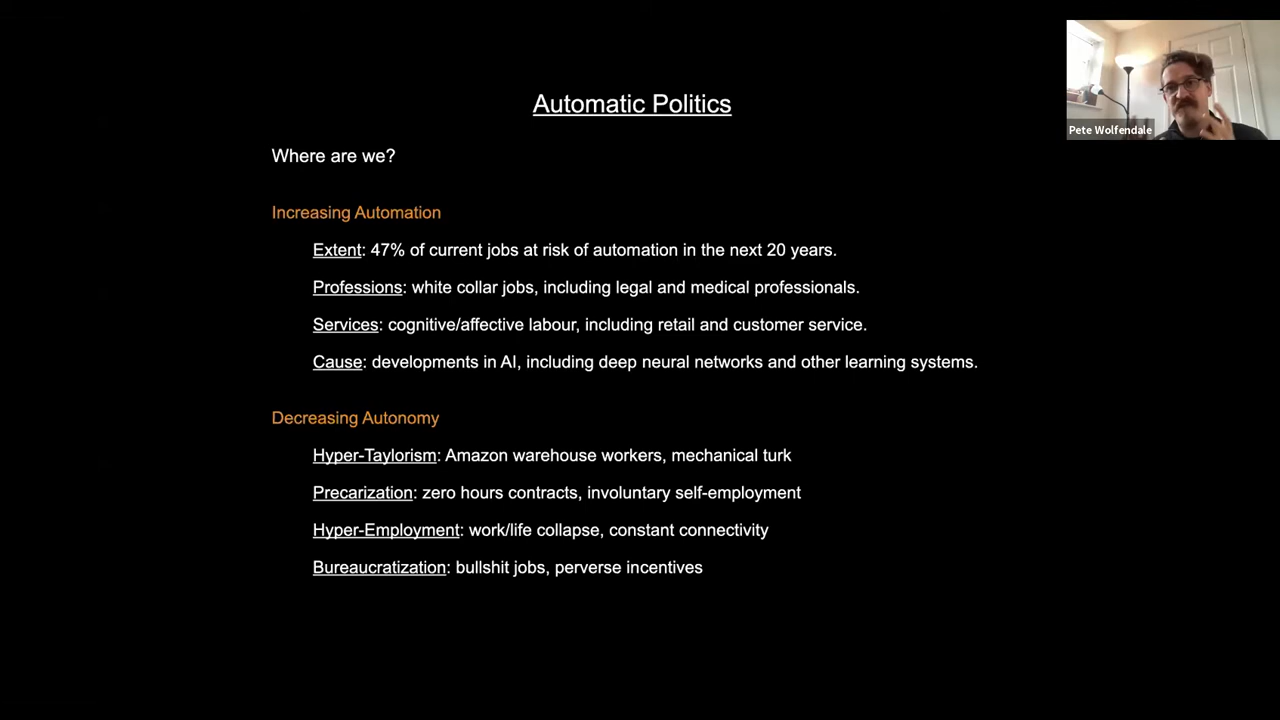 Automatic Politics
Pete Wolfendale
Where are we?
Increasing Automation
Extent: 47% of current jobs at risk of automation in the next 20 years.
Professions: white collar jobs, including legal and medical professionals.
Services: cognitive/affective labour, including retail and customer service.
Cause: developments in AI, including deep neural networks and other learning systems.
Decreasing Autonomy
Hyper-Taylorism: Amazon warehouse workers, mechanical turk
Precarization: zero hours contracts, involuntary self-employment
Hyper-Employment: work/life collapse, constant connectivity
Bureaucratization: bullshit jobs, perverse incentives